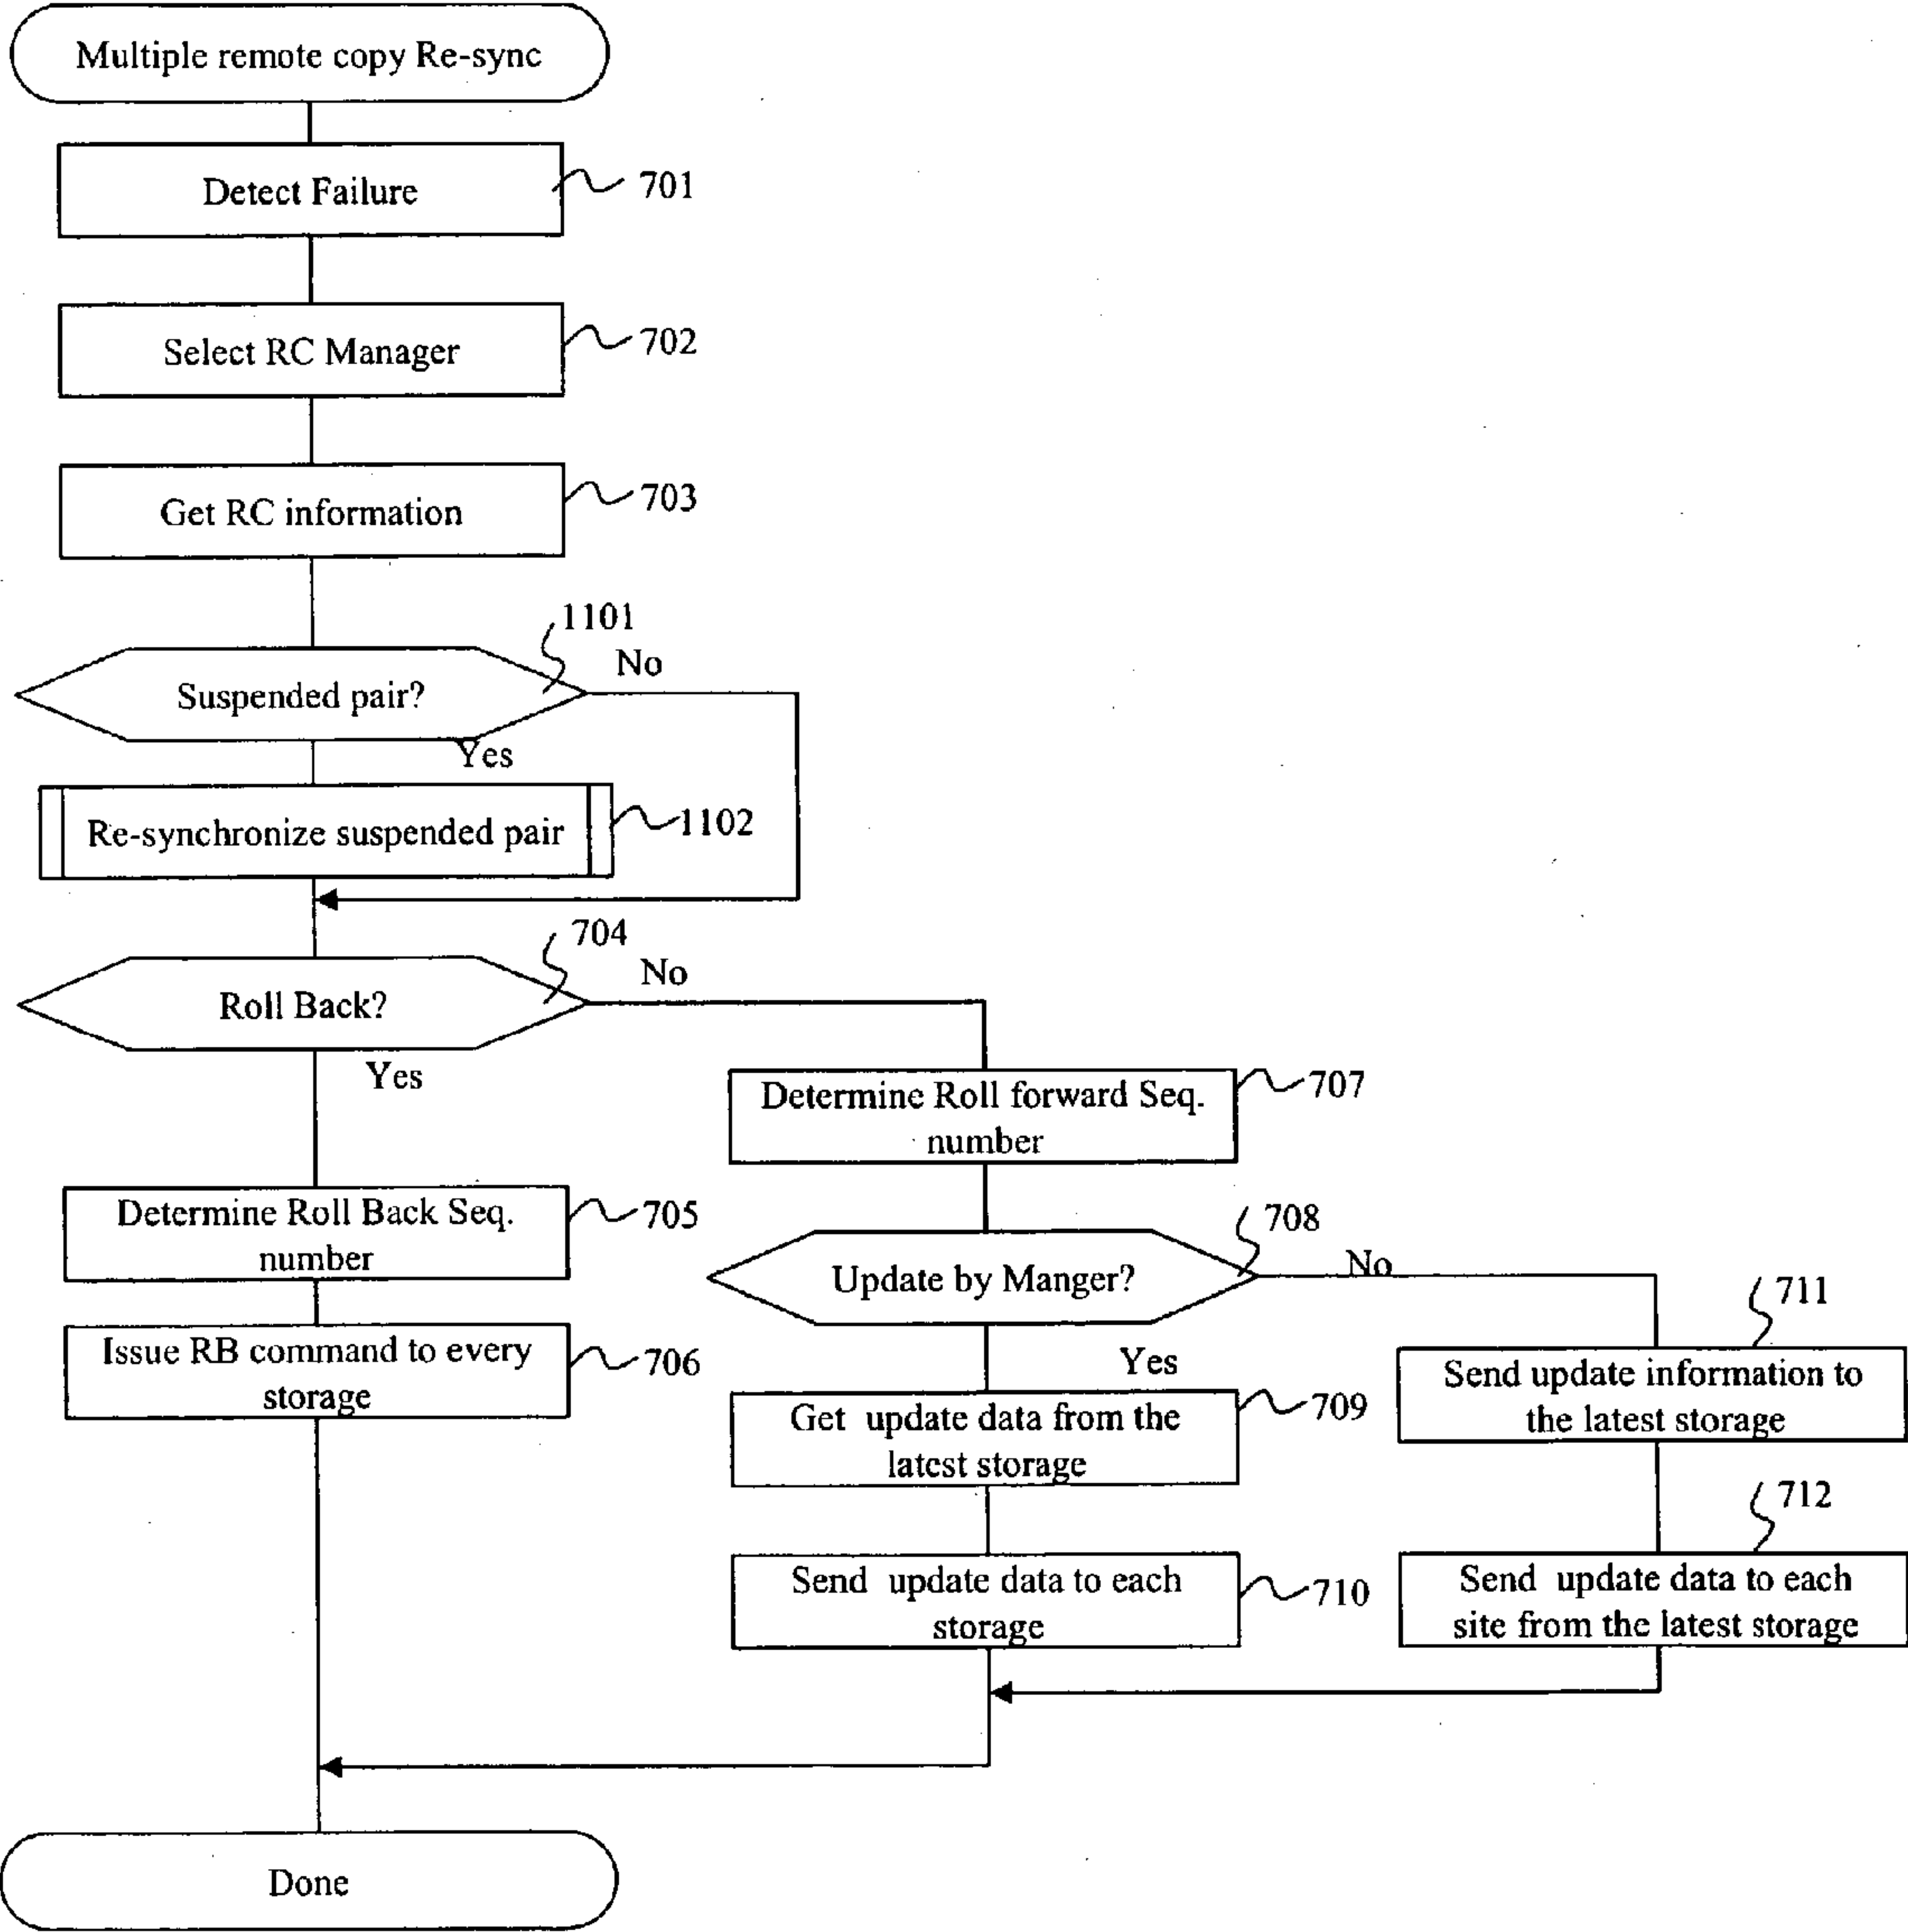 Multiple remote copy Re-sync
Detect Failure
701
Select RC Manager
702
Get RC information
703
1101
No
Suspended pair?
Yes
Re-synchronize suspended pair
1102
704
No
Roll Back?
Yes
Determine Roll forward Seq.
number
707
Determine Roll Back Seq.
number
705
708
No
Update by Manger?
Yes
711
Issue RB command to every
storage
706
Send update information to
the latest storage
Get update data from the
latest storage
709
712
Send update data to each
storage
710
Send update data to each
site from the latest storage
Done